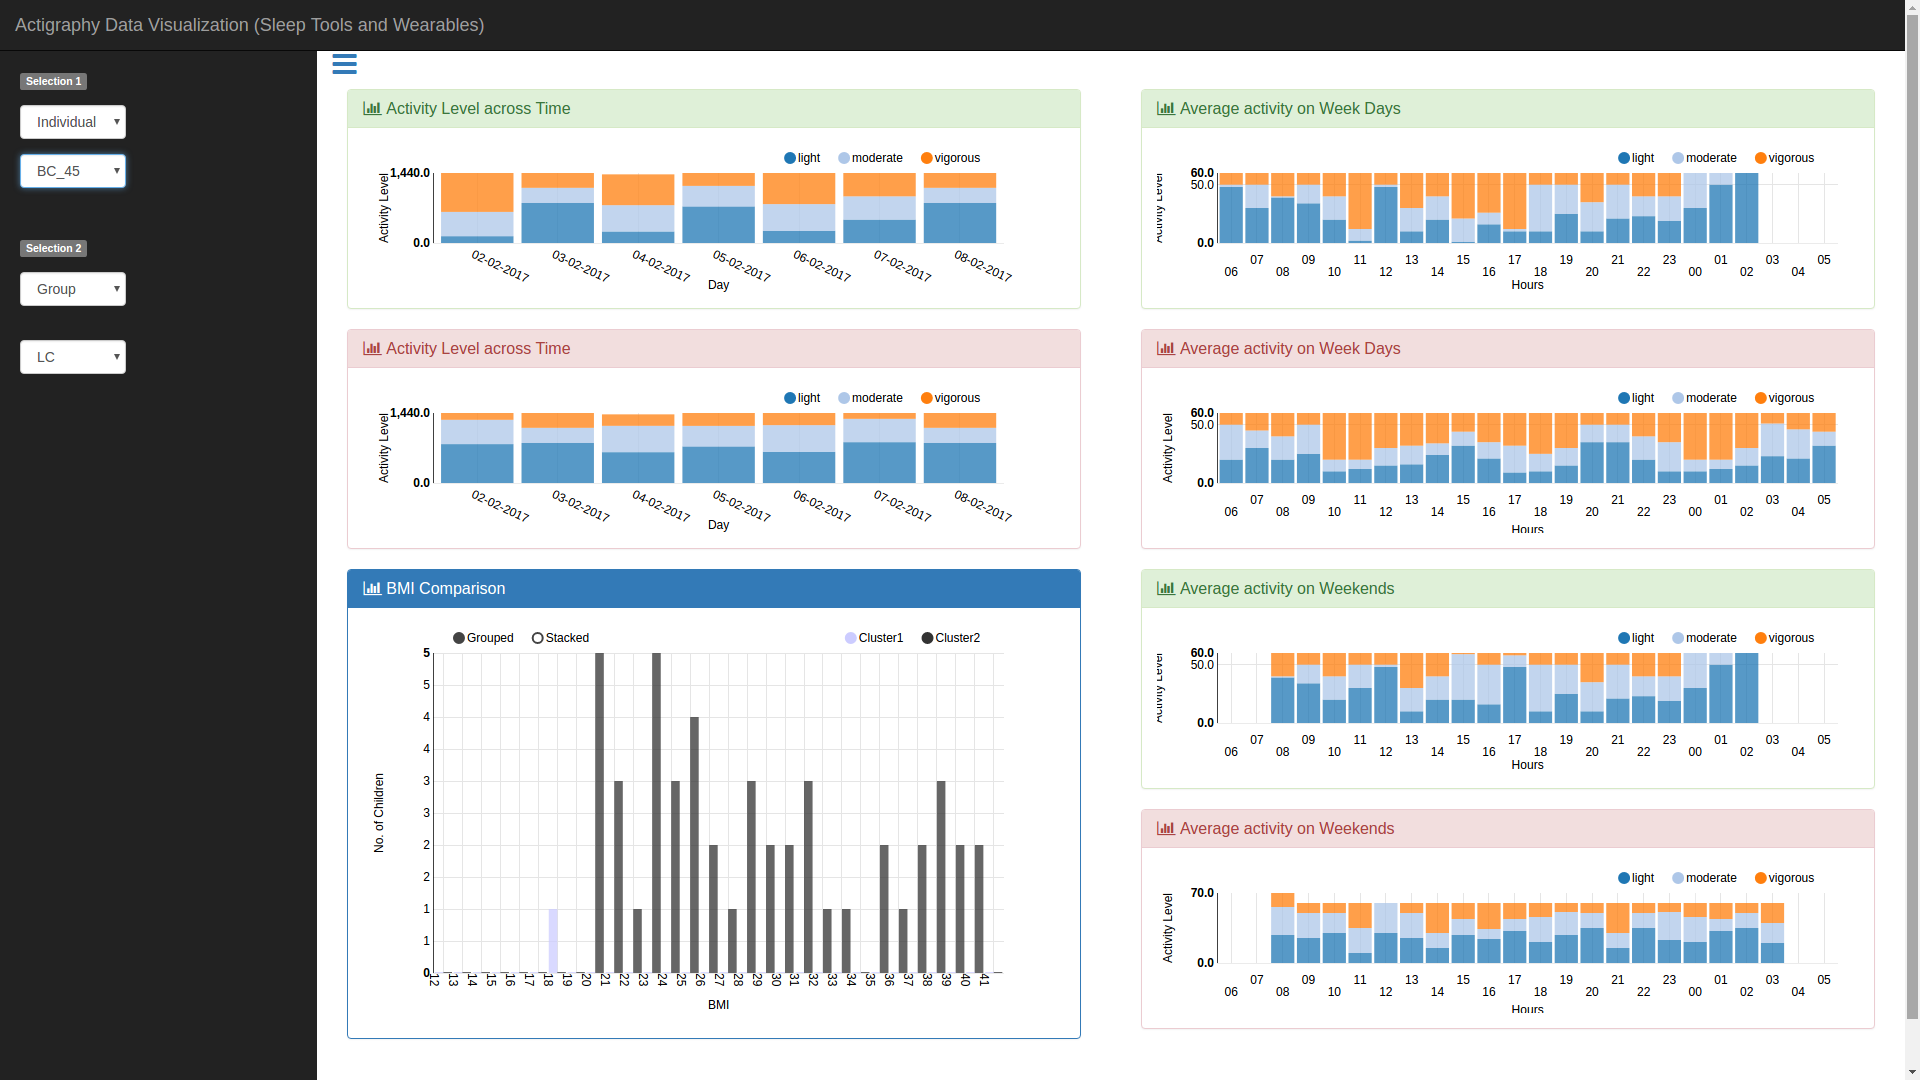 Actigraphy Data Visualization (Sleep Tools and Wearables)
Selection 1
Individual
BC_45
Selection 2
Group
LC
Activity Level across Time
light moderate vigorous
Activity Level
1,440.0
0.0
02-02-2017 03-02-2017 04-02-2017 05-02-2017 06-02-2017 07-02-2017 08-02-2017
Day
Average activity on Week Days
light moderate vigorous
Activity Level
60.0
50.0
0.0
07 09 11 13 15 17 19 21 23 01 03 05
06 08 10 12 14 16 18 20 22 00 02 04
Hours
Activity Level across Time
light moderate vigorous
Activity Level
1,440.0
0.0
02-02-2017 03-02-2017 04-02-2017 05-02-2017 06-02-2017 07-02-2017 08-02-2017
Day
Average activity on Week Days
light moderate vigorous
Activity Level
60.0
50.0
0.0
07 09 11 13 15 17 19 21 23 01 03 05
06 08 10 12 14 16 18 20 22 00 02 04
Hours
BMI Comparison
Grouped Stacked Cluster1 Cluster2
No. of Children
5
5
4
4
3
3
2
2
1
1
0
12 13 14 15 16 17 18 19 20 21 22 23 24 25 26 27 28 29 30 31 32 33 34 35 36 37 38 39 40 41
BMI
Average activity on Weekends
light moderate vigorous
Activity Level
60.0
50.0
0.0
07 09 11 13 15 17 19 21 23 01 03 05
06 08 10 12 14 16 18 20 22 00 02 04
Hours
Average activity on Weekends
light moderate vigorous
Activity Level
70.0
0.0
07 09 11 13 15 17 19 21 23 01 03 05
06 08 10 12 14 16 18 20 22 00 02 04
Hours